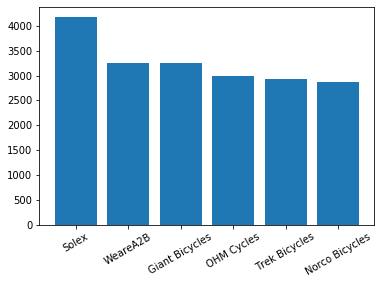 4000
3500
3000
2500
2000
1500
1000
500
0
Solex
WeareA2B
Giant Bicycles
OHM Cycles
Trek Bicycles
Norco Bicycles